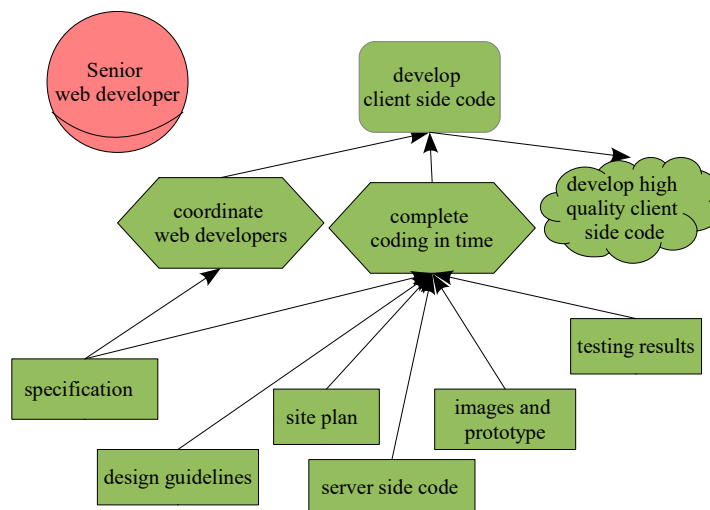 Senior
web developer
develop
client side code
coordinate
web developers
complete
coding in time
develop high
quality client
side code
specification
design guidelines
site plan
server side code
images and
prototype
testing results